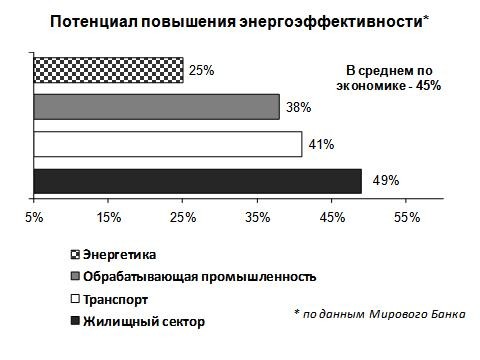 Потенциал повышения энергоэффективности*
25%
В среднем по
экономике - 45%
38%
41%
49%
5% 15% 25% 35% 45% 55%
Энергетика
Обрабатывающая промышленность
Транспорт
Жилищный сектор
* по данным Мирового Банка